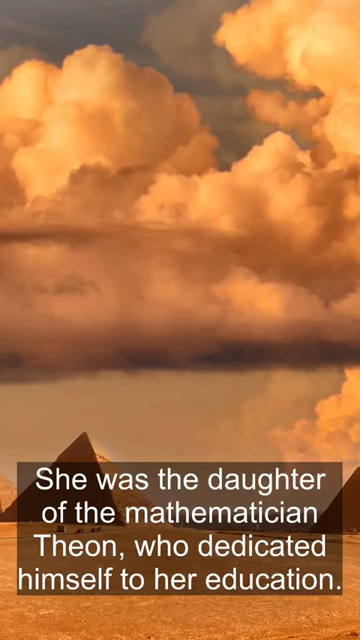 She was the daughter
of the mathematician
Theon, who dedicated
himself to her education.